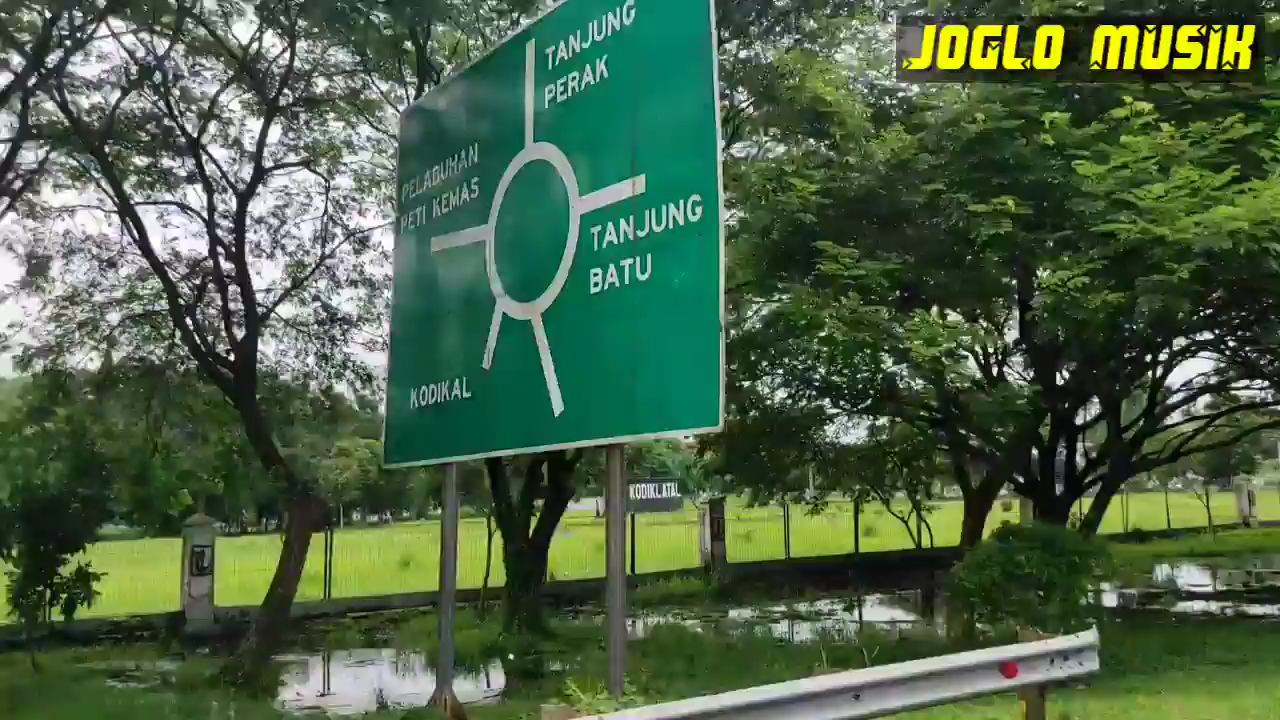 JOGLO MUSIK
TANJUNG
PERAK
PELABUHAN
PETI KEMAS
TANJUNG
BATU
KODIKAL
KODIKLATAL